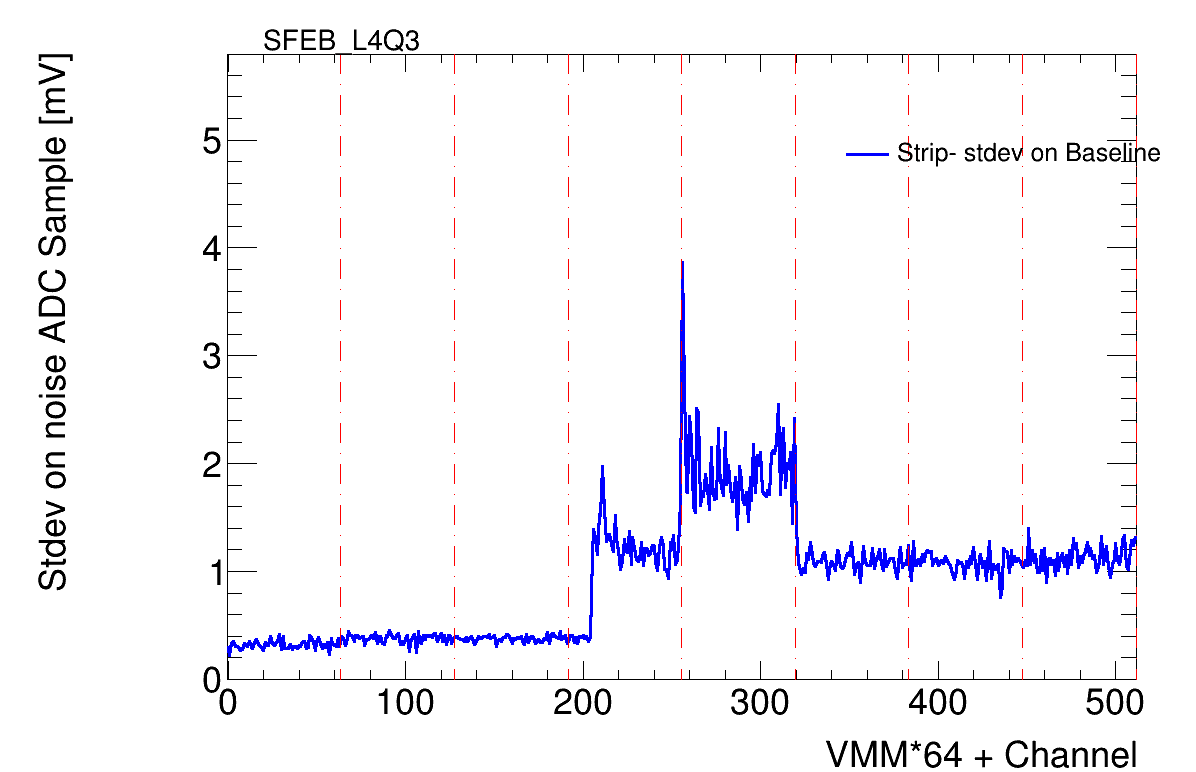 SFEB_L4Q3
Stdev on noise ADC Sample [mV]
5
4
3
2
1
0
Strip- stdev on Baseline
0 100 200 300 400 500
VMM*64 + Channel